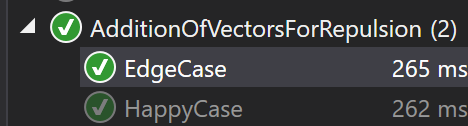 AdditionOfVectorsForRepulsion (2)
EdgeCase 265 ms
HappyCase 262 ms